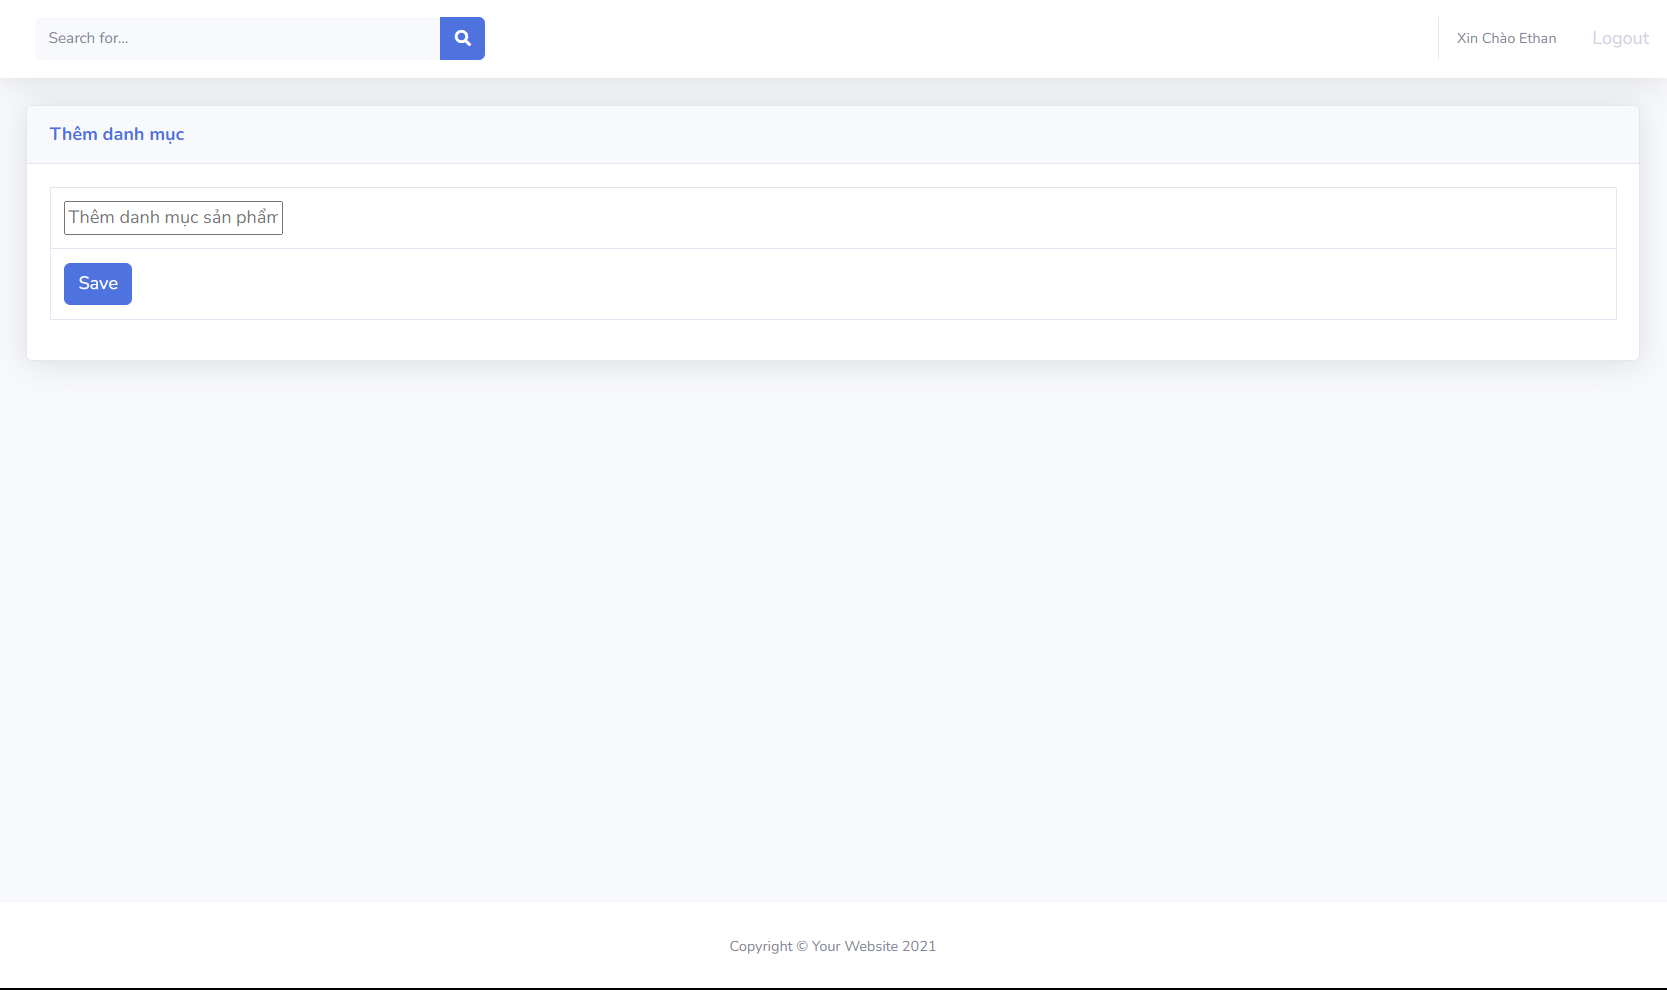 Search for...
Xin Chào Ethan
Logout
Thêm danh mục
Thêm danh mục sản phẩm
Save
Copyright © Your Website 2021